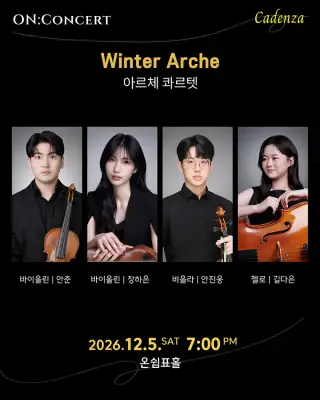 ON:CONCERT
Cadenza
Winter Arche
아르체 콰르텟
바이올린 | 안준
바이올린 | 장하은
비올라 | 안진웅
첼로 | 김다은
2026.12.5.SAT 7:00PM
온쉼표홀